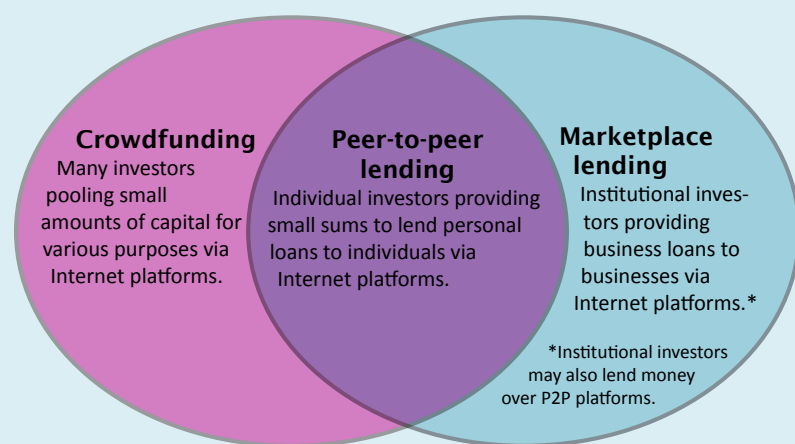 Crowdfunding
Many investors
pooling small
amounts of capital for
various purposes via
Internet platforms.
Peer-to-peer
lending
Individual investors providing
small sums to lend personal
loans to individuals via
Internet platforms.
Marketplace
lending
Institutional inves-
tors providing
business loans to
businesses via
Internet platforms.*
*Institutional investors
may also lend money
over P2P platforms.